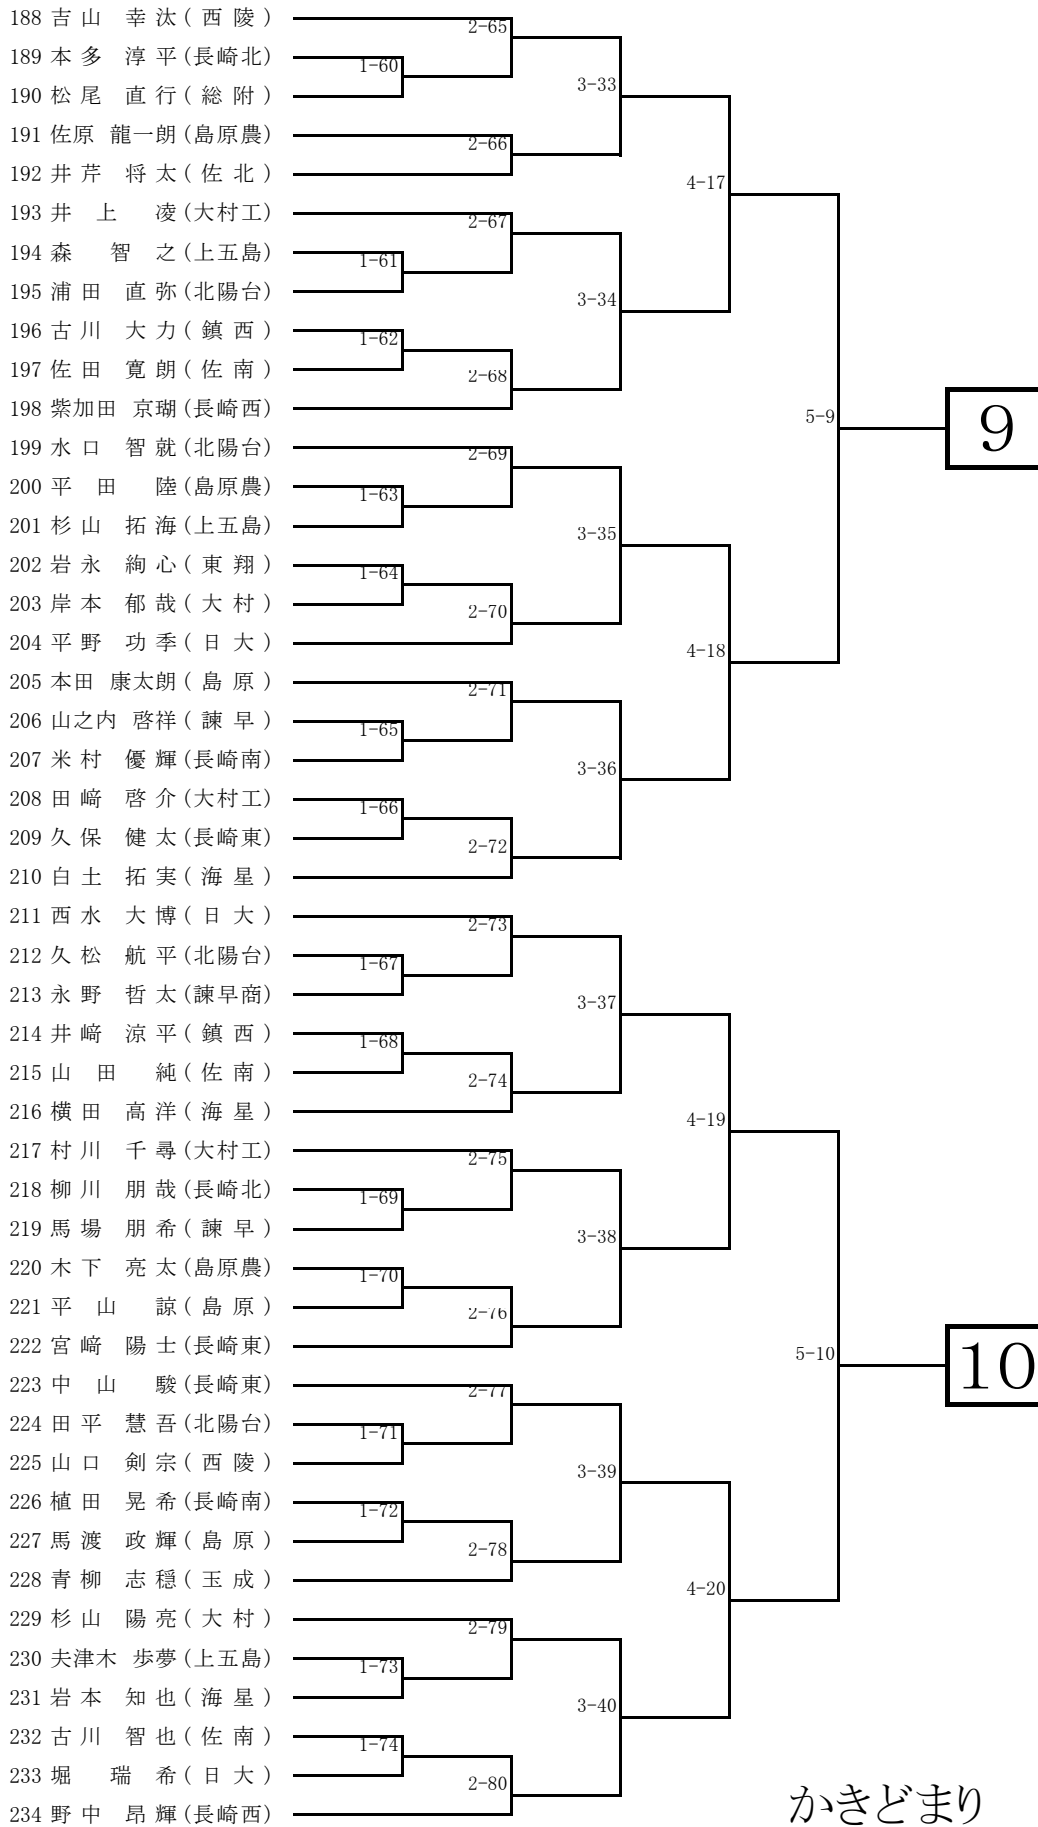 188 吉山 幸汰(西陵)
2-65
189 本多 淳平(長崎北)
1-60
3-33
190 松尾 直行(総附)
191 佐原 龍一朗(島原農)
2-66
192 井芹 将太(佐北)
4-17
193 井上 凌(大村工)
2-67
194 森 智之(上五島)
1-61
195 浦田 直弥(北陽台)
3-34
196 古川 大力(鎮西)
1-62
197 佐田 寛朗(佐南)
2-68
198 紫加田 京瑚(長崎西)
5-9
9
199 水口 智就(北陽台)
2-69
200 平田 陸(島原農)
1-63
201 杉山 拓海(上五島)
3-35
202 岩永 絢心(東翔)
1-64
203 岸本 郁哉(大村)
2-70
204 平野 功季(日大)
4-18
205 本田 康太朗(島原)
2-71
206 山之内 啓祥(諫早)
1-65
207 米村 優輝(長崎南)
3-36
208 田﨑 啓介(大村工)
1-66
209 久保 健太(長崎東)
2-72
210 白土 拓実(海星)
211 西水 大博(日大)
2-73
212 久松 航平(北陽台)
1-67
213 永野 哲太(諫早商)
3-37
214 井﨑 涼平(鎮西)
1-68
215 山田 純(佐南)
2-74
216 横田 高洋(海星)
4-19
217 村川 千尋(大村工)
2-75
218 柳川 朋哉(長崎北)
1-69
219 馬場 朋希(諫早)
3-38
220 木下 亮太(島原農)
1-70
221 平山 諒(島原)
2-76
222 宮﨑 陽士(長崎東)
5-10
10
223 中山 駿(長崎東)
2-77
224 田平 慧吾(北陽台)
1-71
225 山口 剣宗(西陵)
3-39
226 植田 晃希(長崎南)
1-72
227 馬渡 政輝(島原)
2-78
228 青柳 志穏(玉成)
4-20
229 杉山 陽亮(大村)
2-79
230 夫津木 歩夢(上五島)
1-73
231 岩本 知也(海星)
3-40
232 古川 智也(佐南)
1-74
233 堀 瑞希(日大)
2-80
234 野中 昂輝(長崎西)
かきどまり